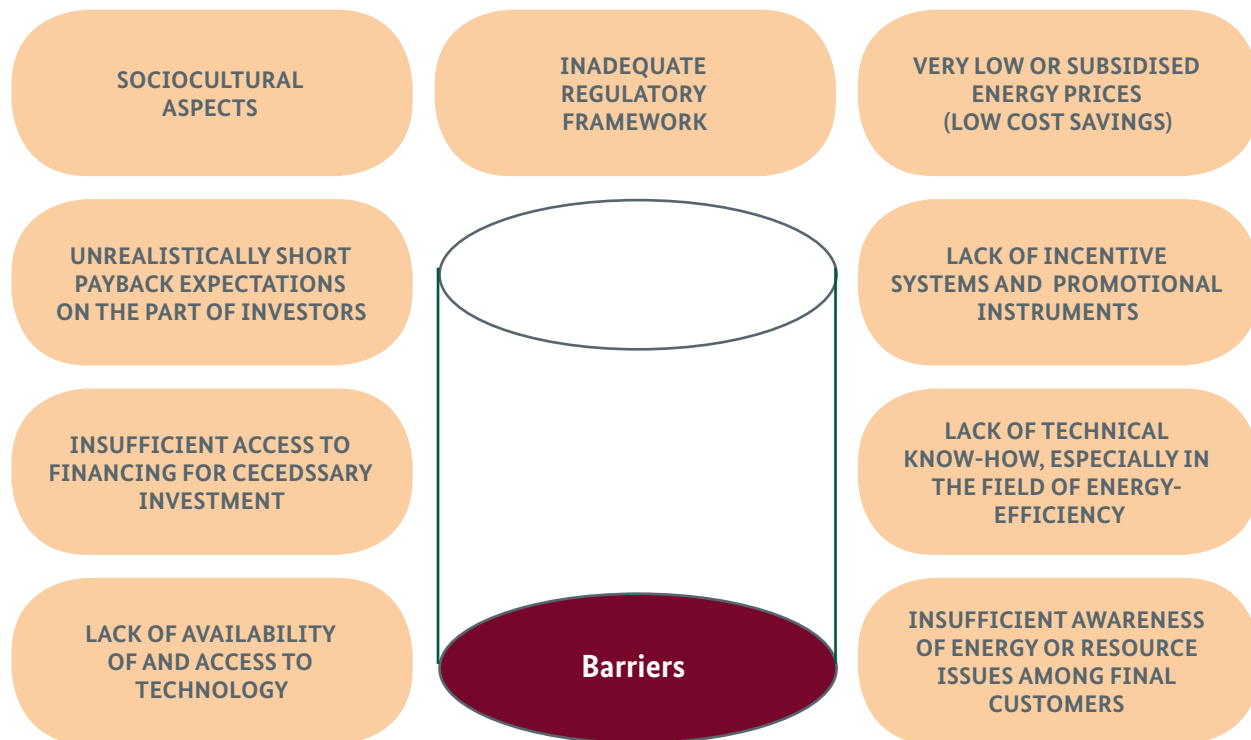 SOCIOCULTURAL
ASPECTS
INADEQUATE
REGULATORY
FRAMEWORK
VERY LOW OR SUBSIDISED
ENERGY PRICES
(LOW COST SAVINGS)
UNREALISTICALLY SHORT
PAYBACK EXPECTATIONS
ON THE PART OF INVESTORS
LACK OF INCENTIVE
SYSTEMS AND PROMOTIONAL
INSTRUMENTS
INSUFFICIENT ACCESS TO
FINANCING FOR CECEDSSARY
INVESTMENT
LACK OF TECHNICAL
KNOW-HOW, ESPECIALLY IN
THE FIELD OF ENERGY-
EFFICIENCY
LACK OF AVAILABILITY
OF AND ACCESS TO
TECHNOLOGY
Barriers
INSUFFICIENT AWARENESS
OF ENERGY OR RESOURCE
ISSUES AMONG FINAL
CUSTOMERS